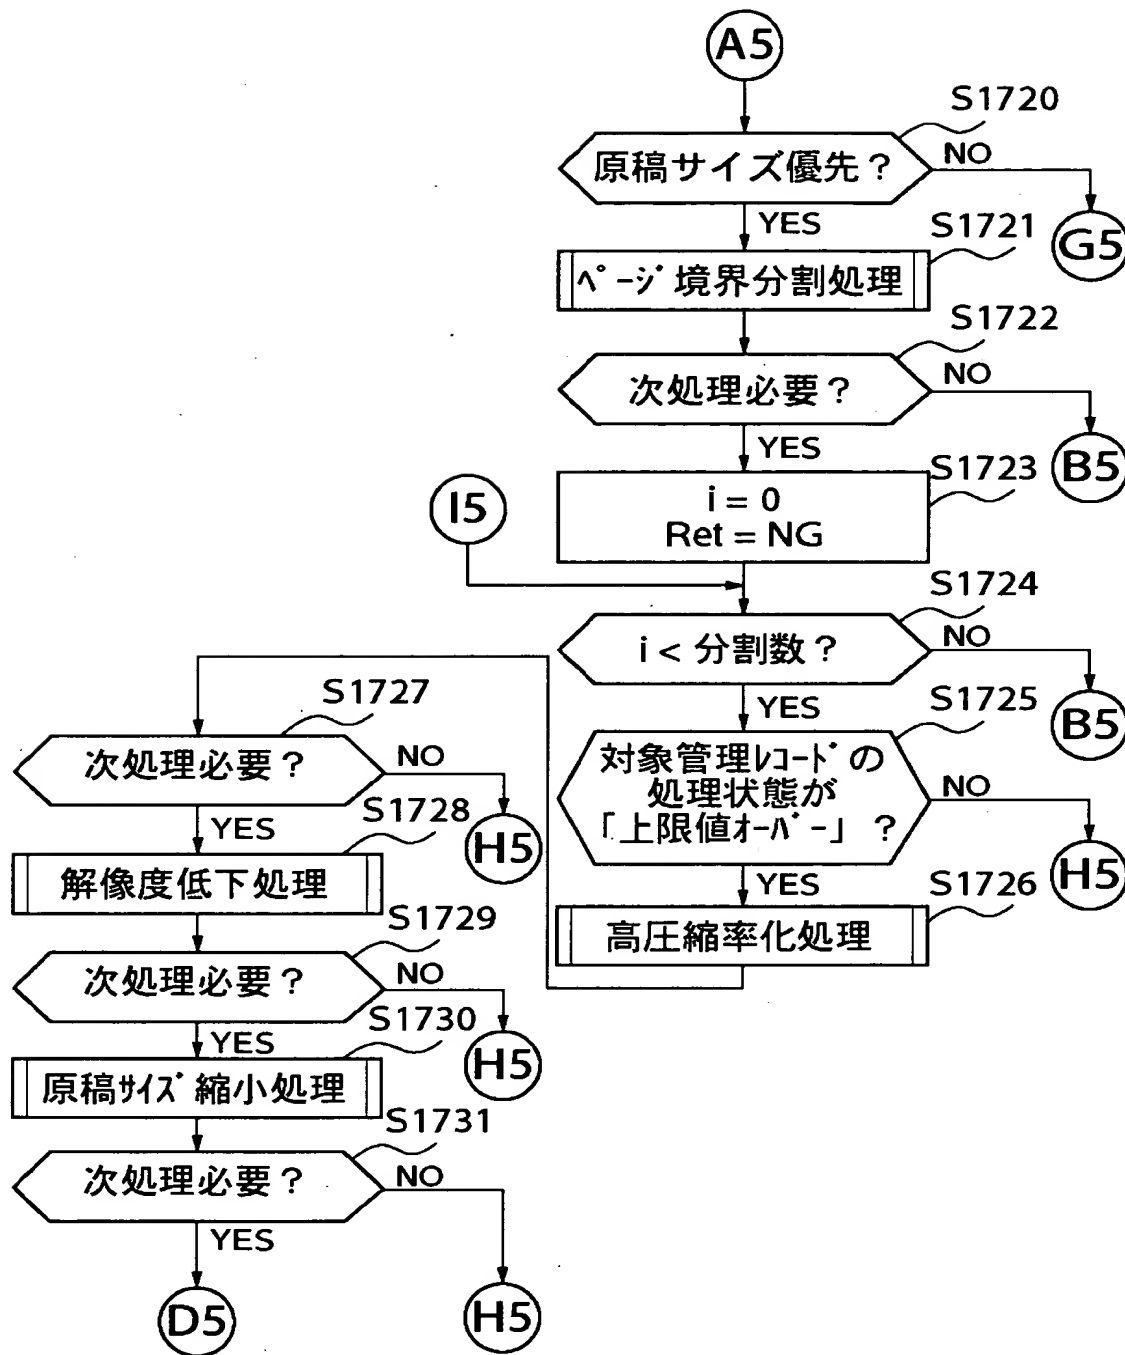 A5
S1720
原稿サイズ優先？
NO
G5
YES
S1721
ﾍﾟｰｼﾞ境界分割処理
S1722
次処理必要？
NO
B5
YES
S1723
i = 0
Ret = NG
I5
S1724
i < 分割数？
NO
B5
YES
S1725
対象管理ﾚｺｰﾄﾞの
処理状態が
「上限値ｵｰﾊﾞｰ」？
NO
H5
YES
S1726
高圧縮率化処理
S1727
次処理必要？
NO
H5
YES
S1728
解像度低下処理
S1729
次処理必要？
NO
H5
YES
S1730
原稿ｻｲｽﾞ縮小処理
S1731
次処理必要？
NO
H5
YES
D5